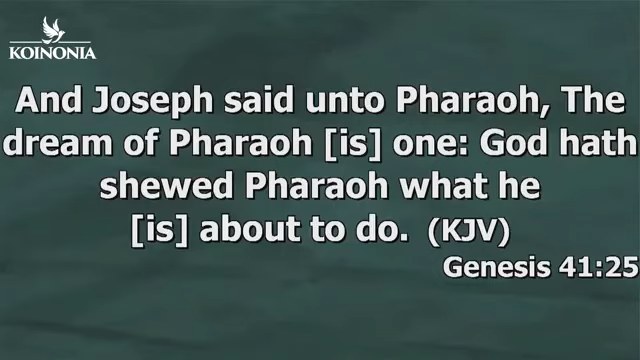 KOINONIA
And Joseph said unto Pharaoh, The
dream of Pharaoh [is] one: God hath
shewed Pharaoh what he
[is] about to do. (KJV)
Genesis 41:25